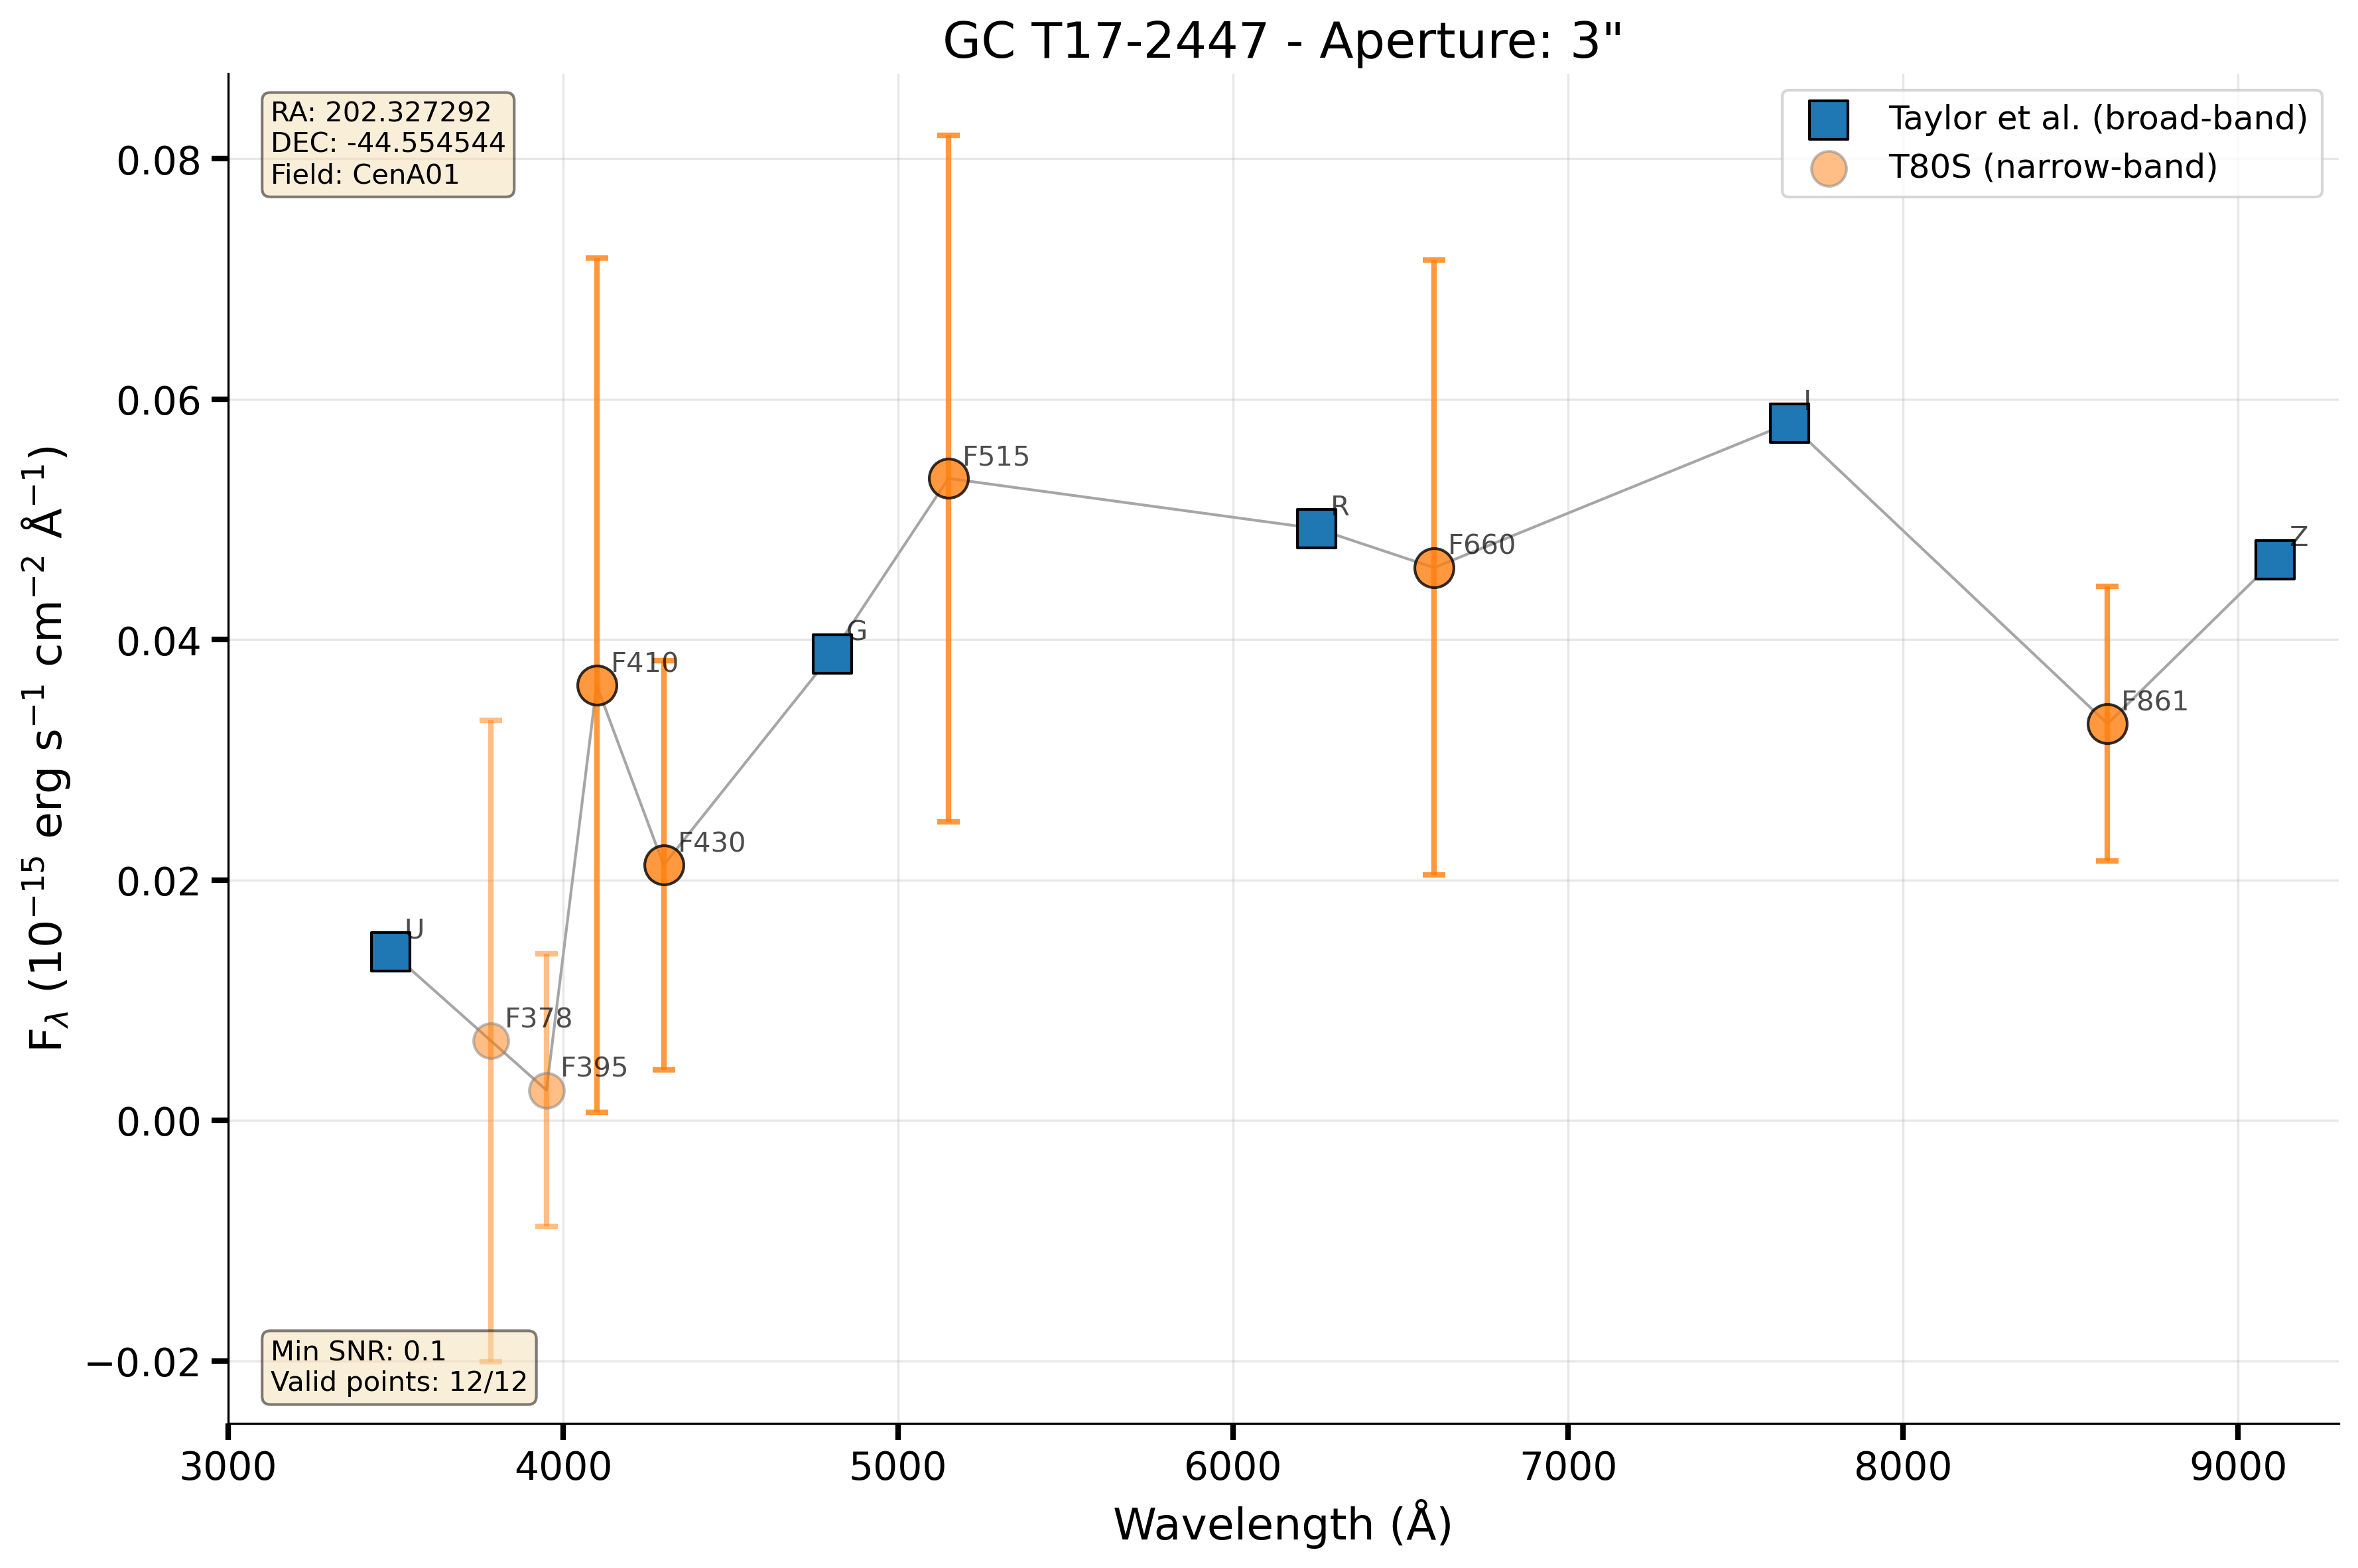 GC T17-2447 - Aperture: 3"
RA: 202.327292
DEC: -44.554544
Field: CenA01
Taylor et al. (broad-band)
T80S (narrow-band)
0.08
0.06
0.04
0.02
0.00
−0.02
F_λ (10⁻¹⁵ erg s⁻¹ cm⁻² Å⁻¹)
U
F378
F395
F410
F430
G
F515
R
F660
I
F861
Z
Min SNR: 0.1
Valid points: 12/12
3000 4000 5000 6000 7000 8000 9000
Wavelength (Å)